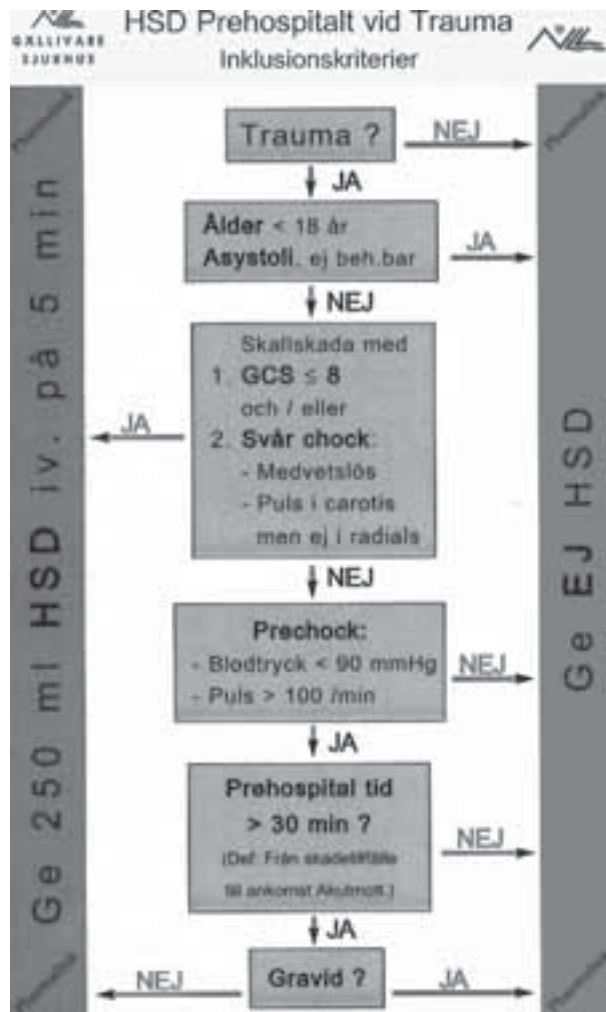 GÄLLIVARE
SJUKHUS
HSD Prehospitalt vid Trauma
Inklusionskriterier
Trauma ?
NEJ
JA
Ålder < 18 år
Asystoli, ej beh.bar
JA
NEJ
Skallskada med
1. GCS ≤ 8
och / eller
2. Svår chock:
- Medvetslös
- Puls i carotis
men ej i radials
JA
NEJ
Prechock:
- Blodtryck < 90 mmHg
- Puls > 100 /min
NEJ
JA
Prehospital tid
> 30 min ?
(Def: Från skadetillfälle
till ankomst Akutmott.)
NEJ
JA
Gravid ?
NEJ
JA
Ge 250 ml HSD iv. på 5 min
Ge EJ HSD